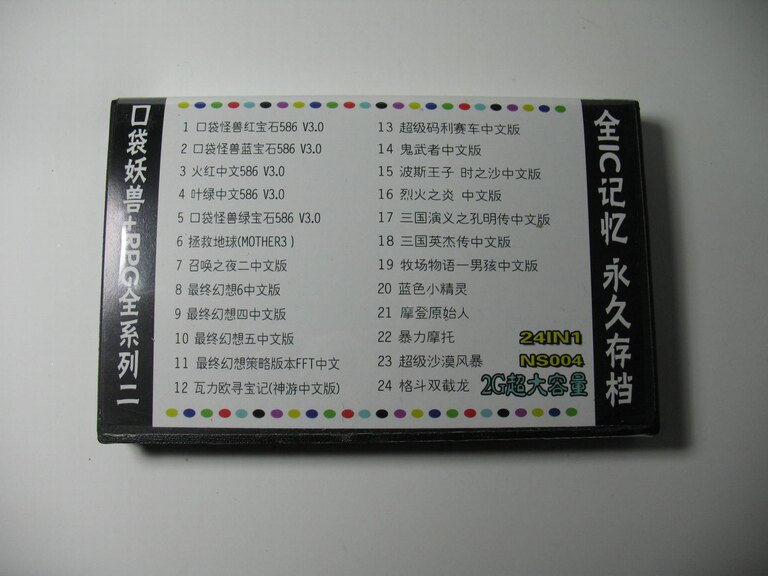 口袋妖兽+RPG全系列二
1 口袋怪兽红宝石586 V3.0
2 口袋怪兽蓝宝石586 V3.0
3 火红中文586 V3.0
4 叶绿中文586 V3.0
5 口袋怪兽绿宝石586 V3.0
6 拯救地球(MOTHER3)
7 召唤之夜二中文版
8 最终幻想6中文版
9 最终幻想四中文版
10 最终幻想五中文版
11 最终幻想策略版本FFT中文
12 瓦力欧寻宝记(神游中文版)
13 超级码利赛车中文版
14 鬼武者中文版
15 波斯王子 时之沙中文版
16 烈火之炎 中文版
17 三国演义之孔明传中文版
18 三国英杰传中文版
19 牧场物语一男孩中文版
20 蓝色小精灵
21 摩登原始人
22 暴力摩托
23 超级沙漠风暴
24 格斗双截龙
24IN1
NS004
2G超大容量
全IC记忆 永久存档